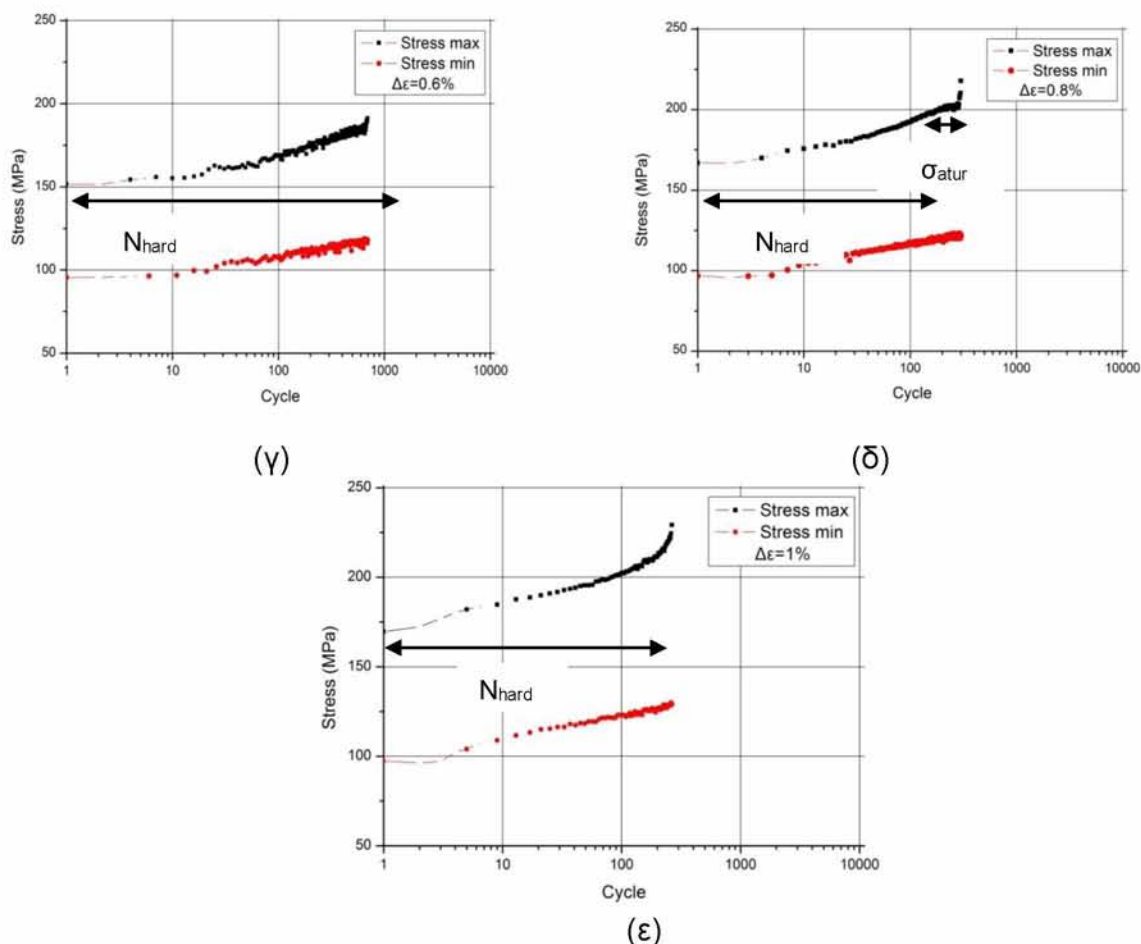 250
200
150
100
50
Stress (MPa)
Stress max
Stress min
Δε=0.6%
N hard
1 10 100 1000 10000
Cycle
(γ)
250
200
150
100
50
Stress (MPa)
Stress max
Stress min
Δε=0.8%
σatur
Nhard
1 10 100 1000 10000
Cycle
(δ)
250
200
150
100
50
Stress (MPa)
Stress max
Stress min
Δε=1%
Nhard
1 10 100 1000 10000
Cycle
(ε)